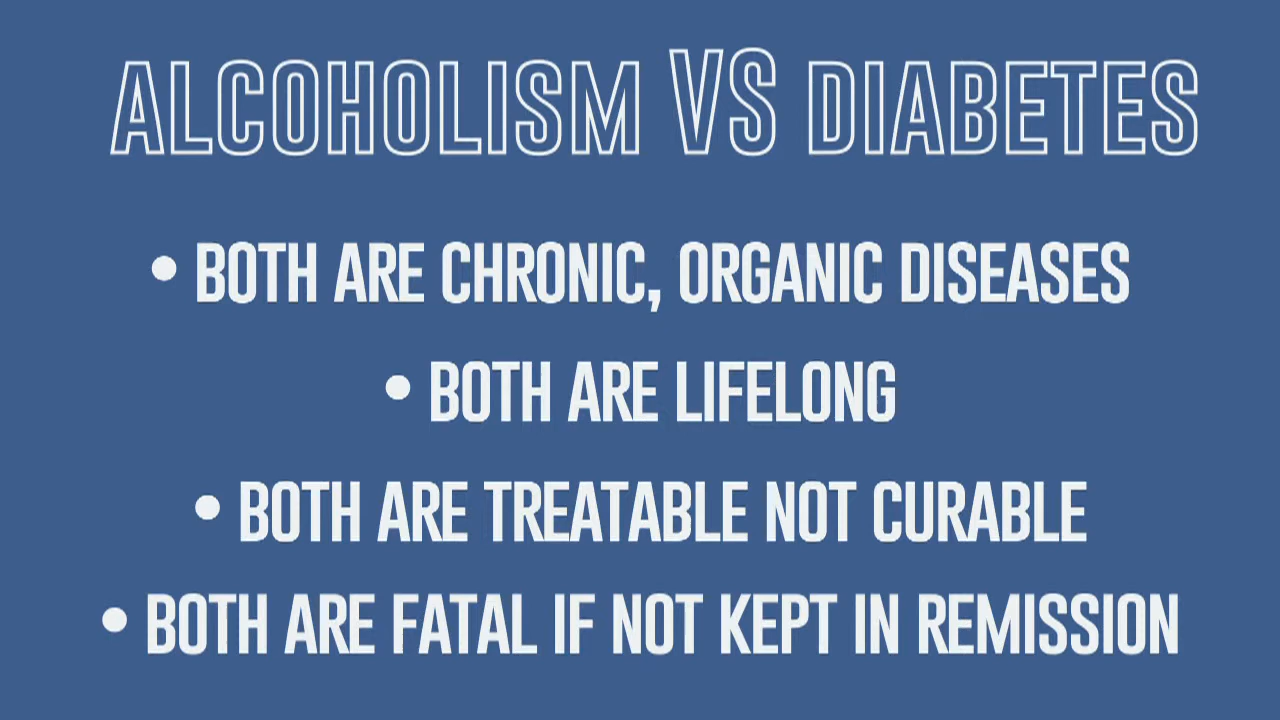 ALCOHOLISM VS DIABETES
• BOTH ARE CHRONIC, ORGANIC DISEASES
• BOTH ARE LIFELONG
• BOTH ARE TREATABLE NOT CURABLE
• BOTH ARE FATAL IF NOT KEPT IN REMISSION